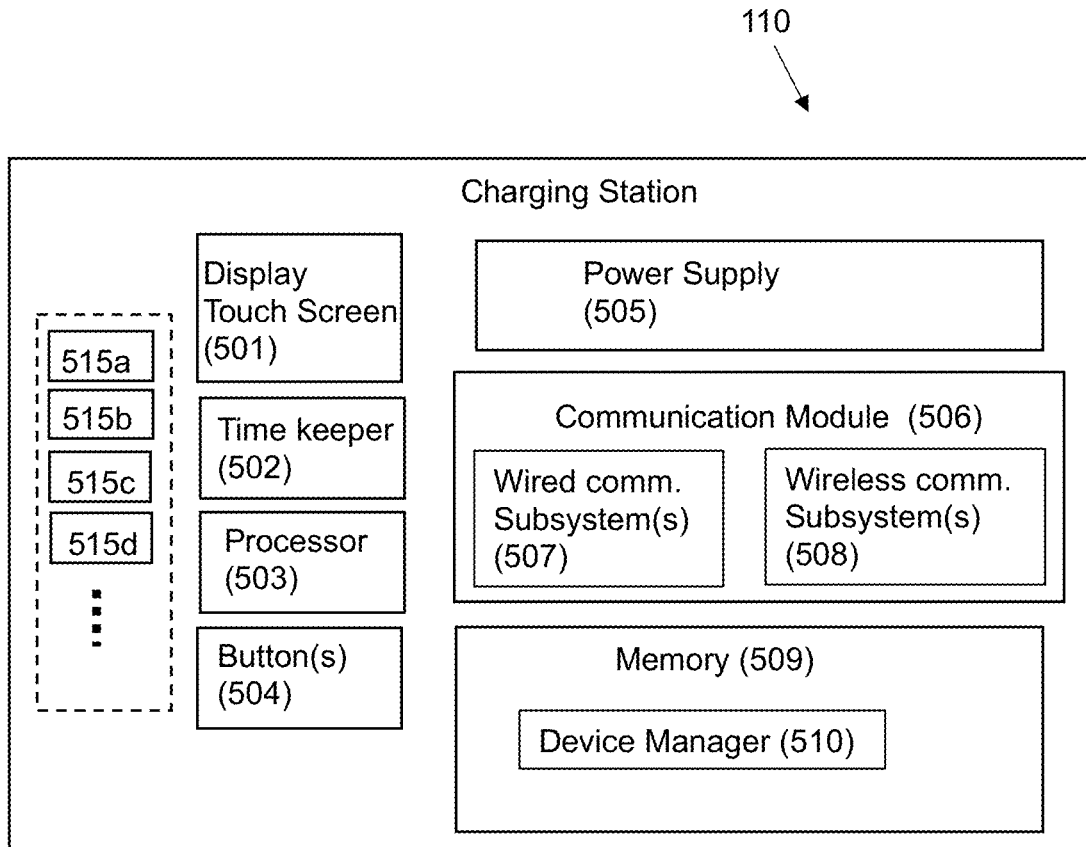 110
Charging Station
515a
515b
515c
515d
Display
Touch Screen
(501)
Time keeper
(502)
Processor
(503)
Button(s)
(504)
Power Supply
(505)
Communication Module (506)
Wired comm.
Subsystem(s)
(507)
Wireless comm.
Subsystem(s)
(508)
Memory (509)
Device Manager (510)